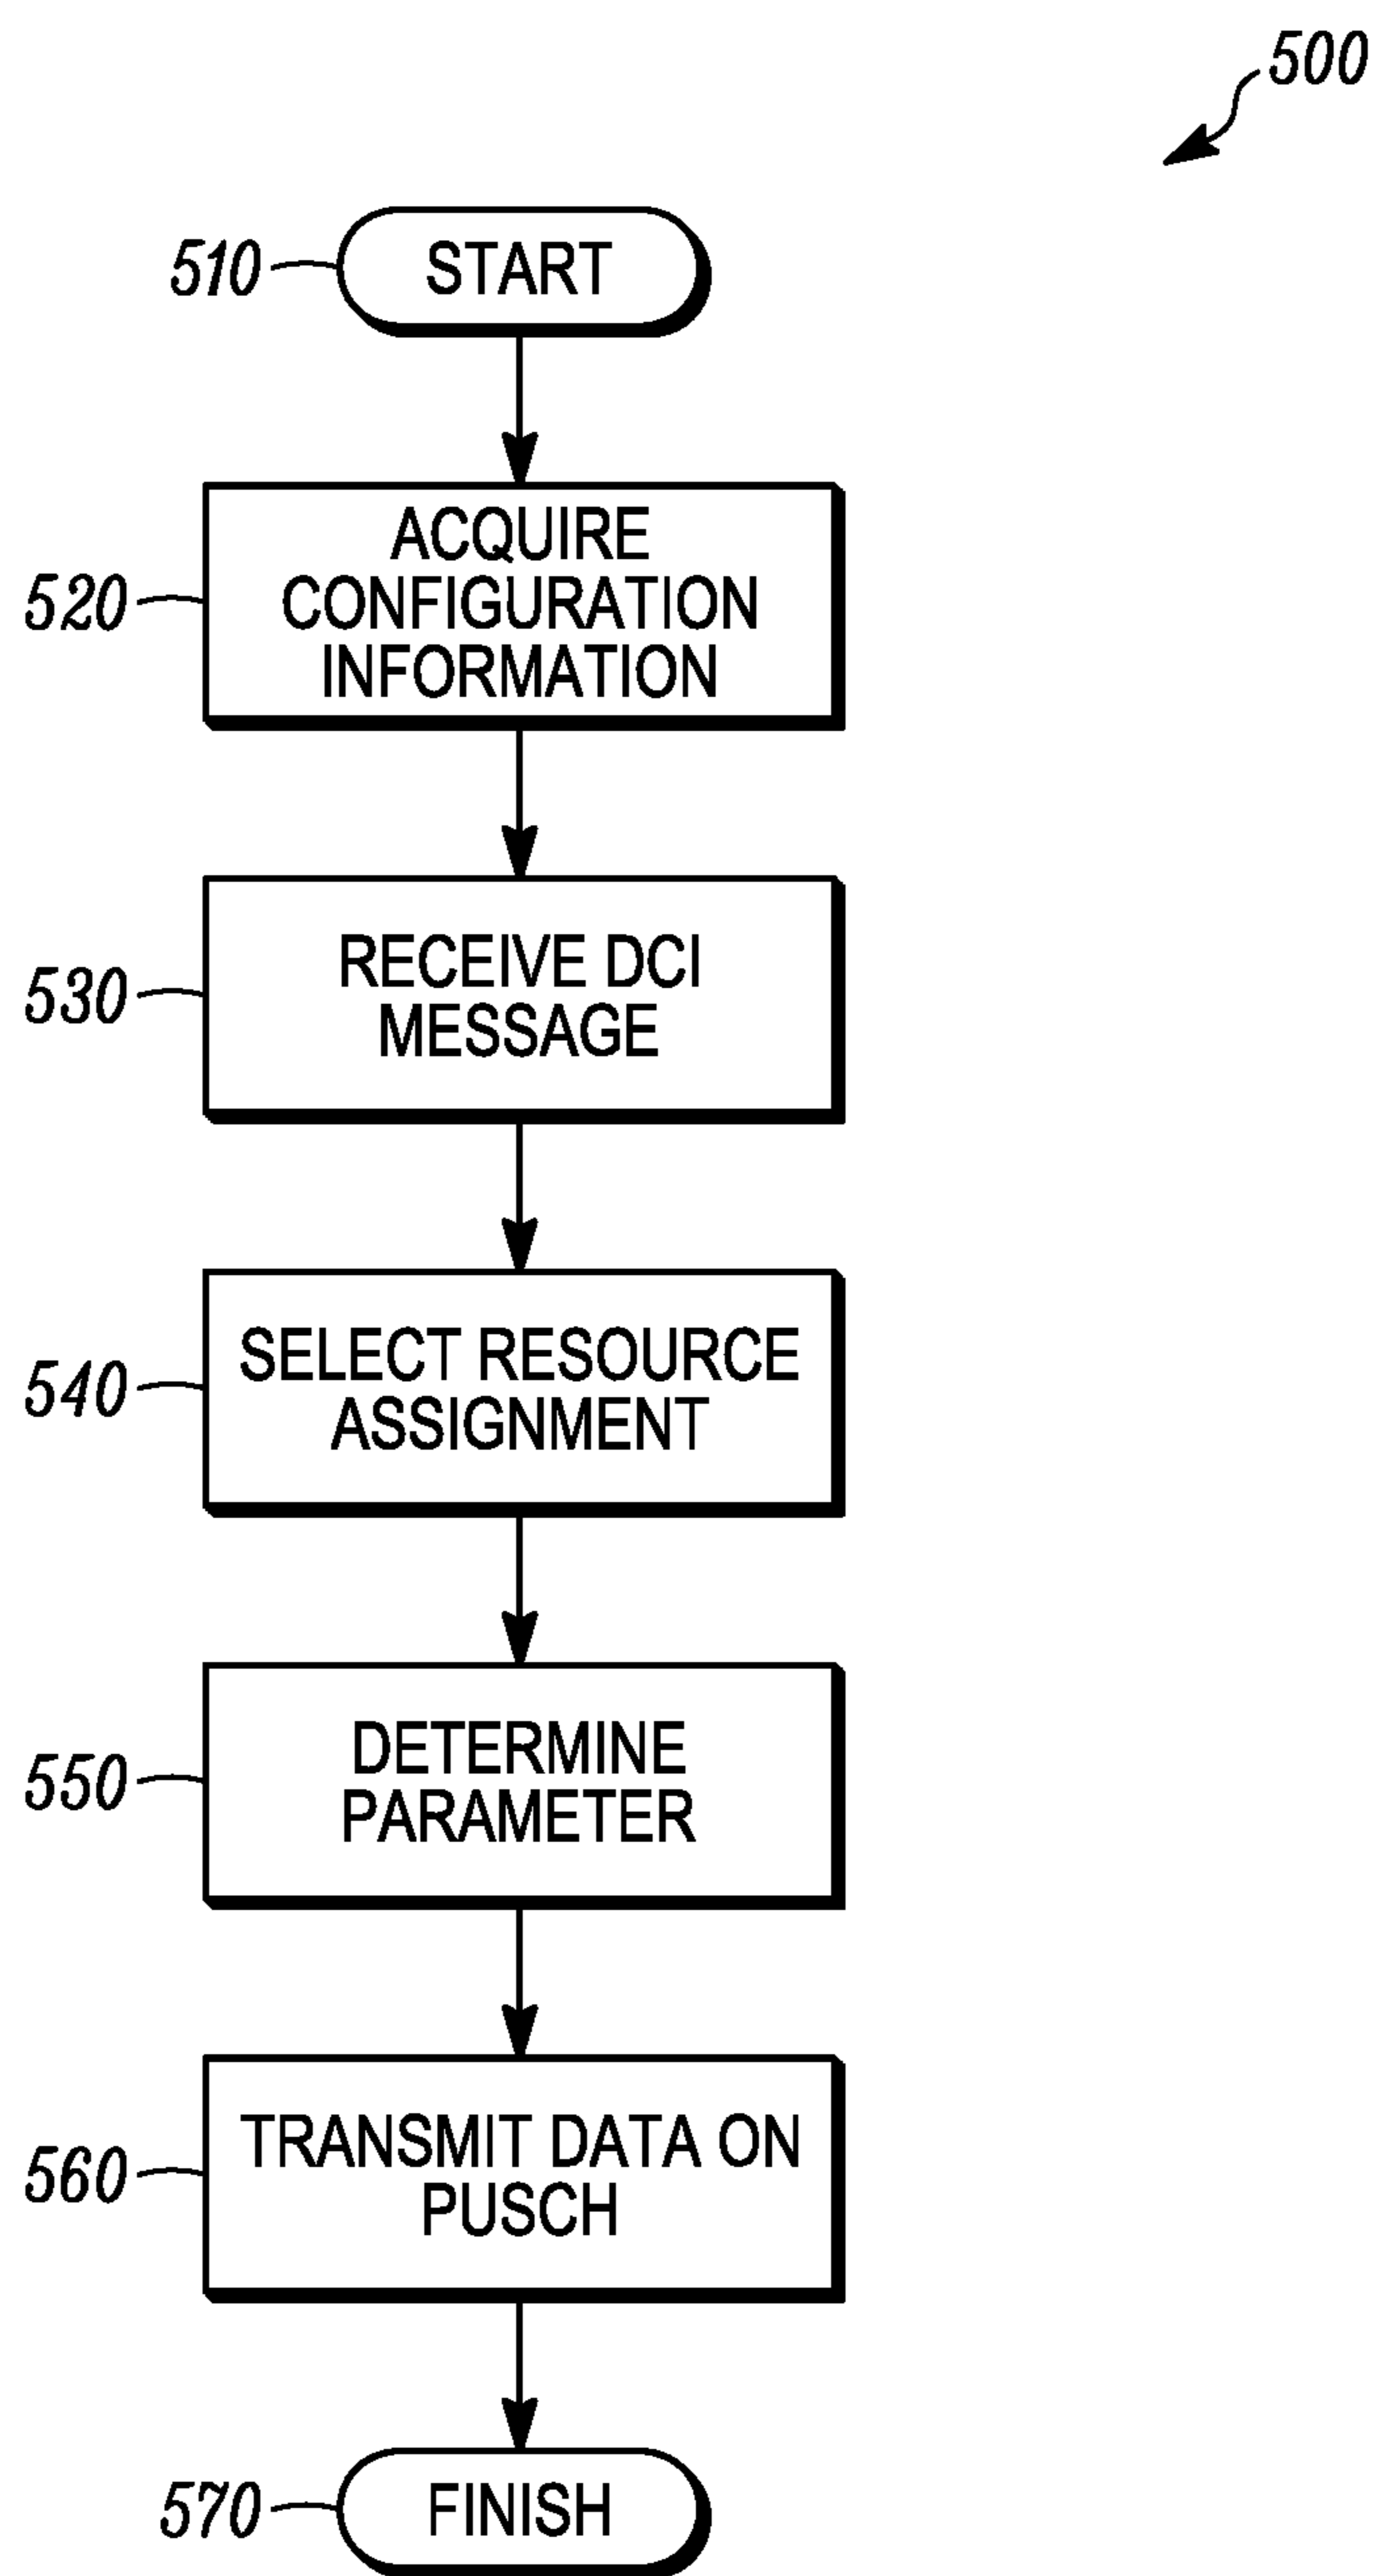 500
510
START
520
ACQUIRE
CONFIGURATION
INFORMATION
530
RECEIVE DCI
MESSAGE
540
SELECT RESOURCE
ASSIGNMENT
550
DETERMINE
PARAMETER
560
TRANSMIT DATA ON
PUSCH
570
FINISH